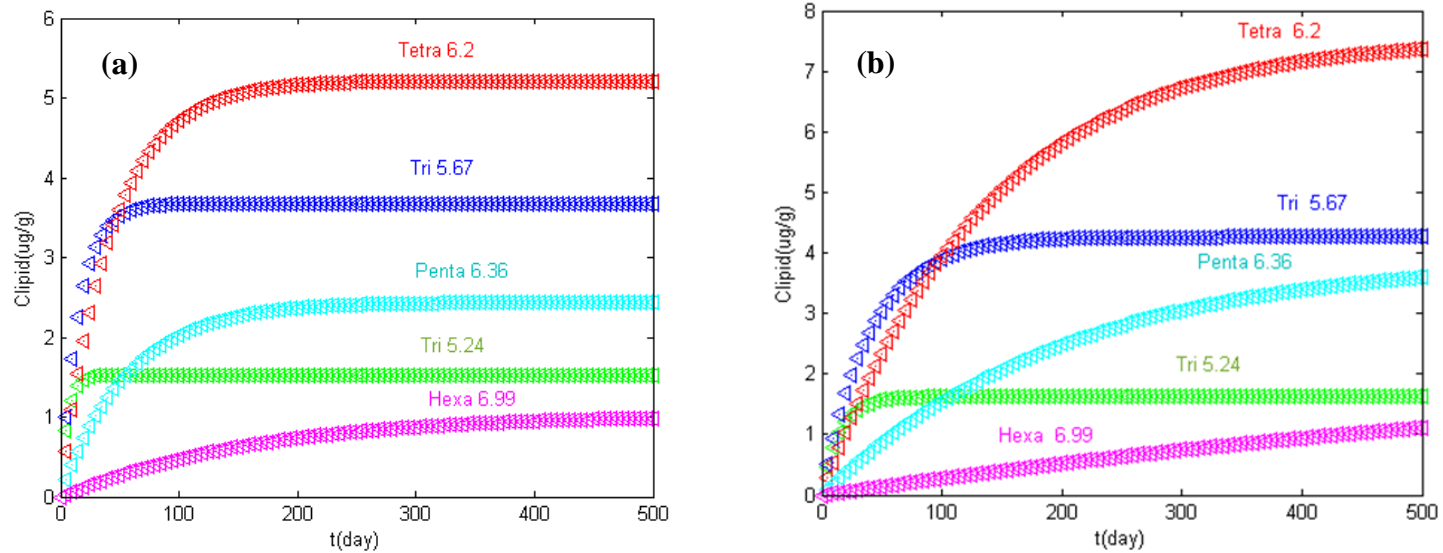 (a)
6
5
4
3
2
1
0
Clipid(ug/g)
Tetra 6.2
Tri 5.67
Penta 6.36
Tri 5.24
Hexa 6.99
0 100 200 300 400 500
t(day)
(b)
8
7
6
5
4
3
2
1
0
Clipid(ug/g)
Tetra 6.2
Tri 5.67
Penta 6.36
Tri 5.24
Hexa 6.99
0 100 200 300 400 500
t(day)